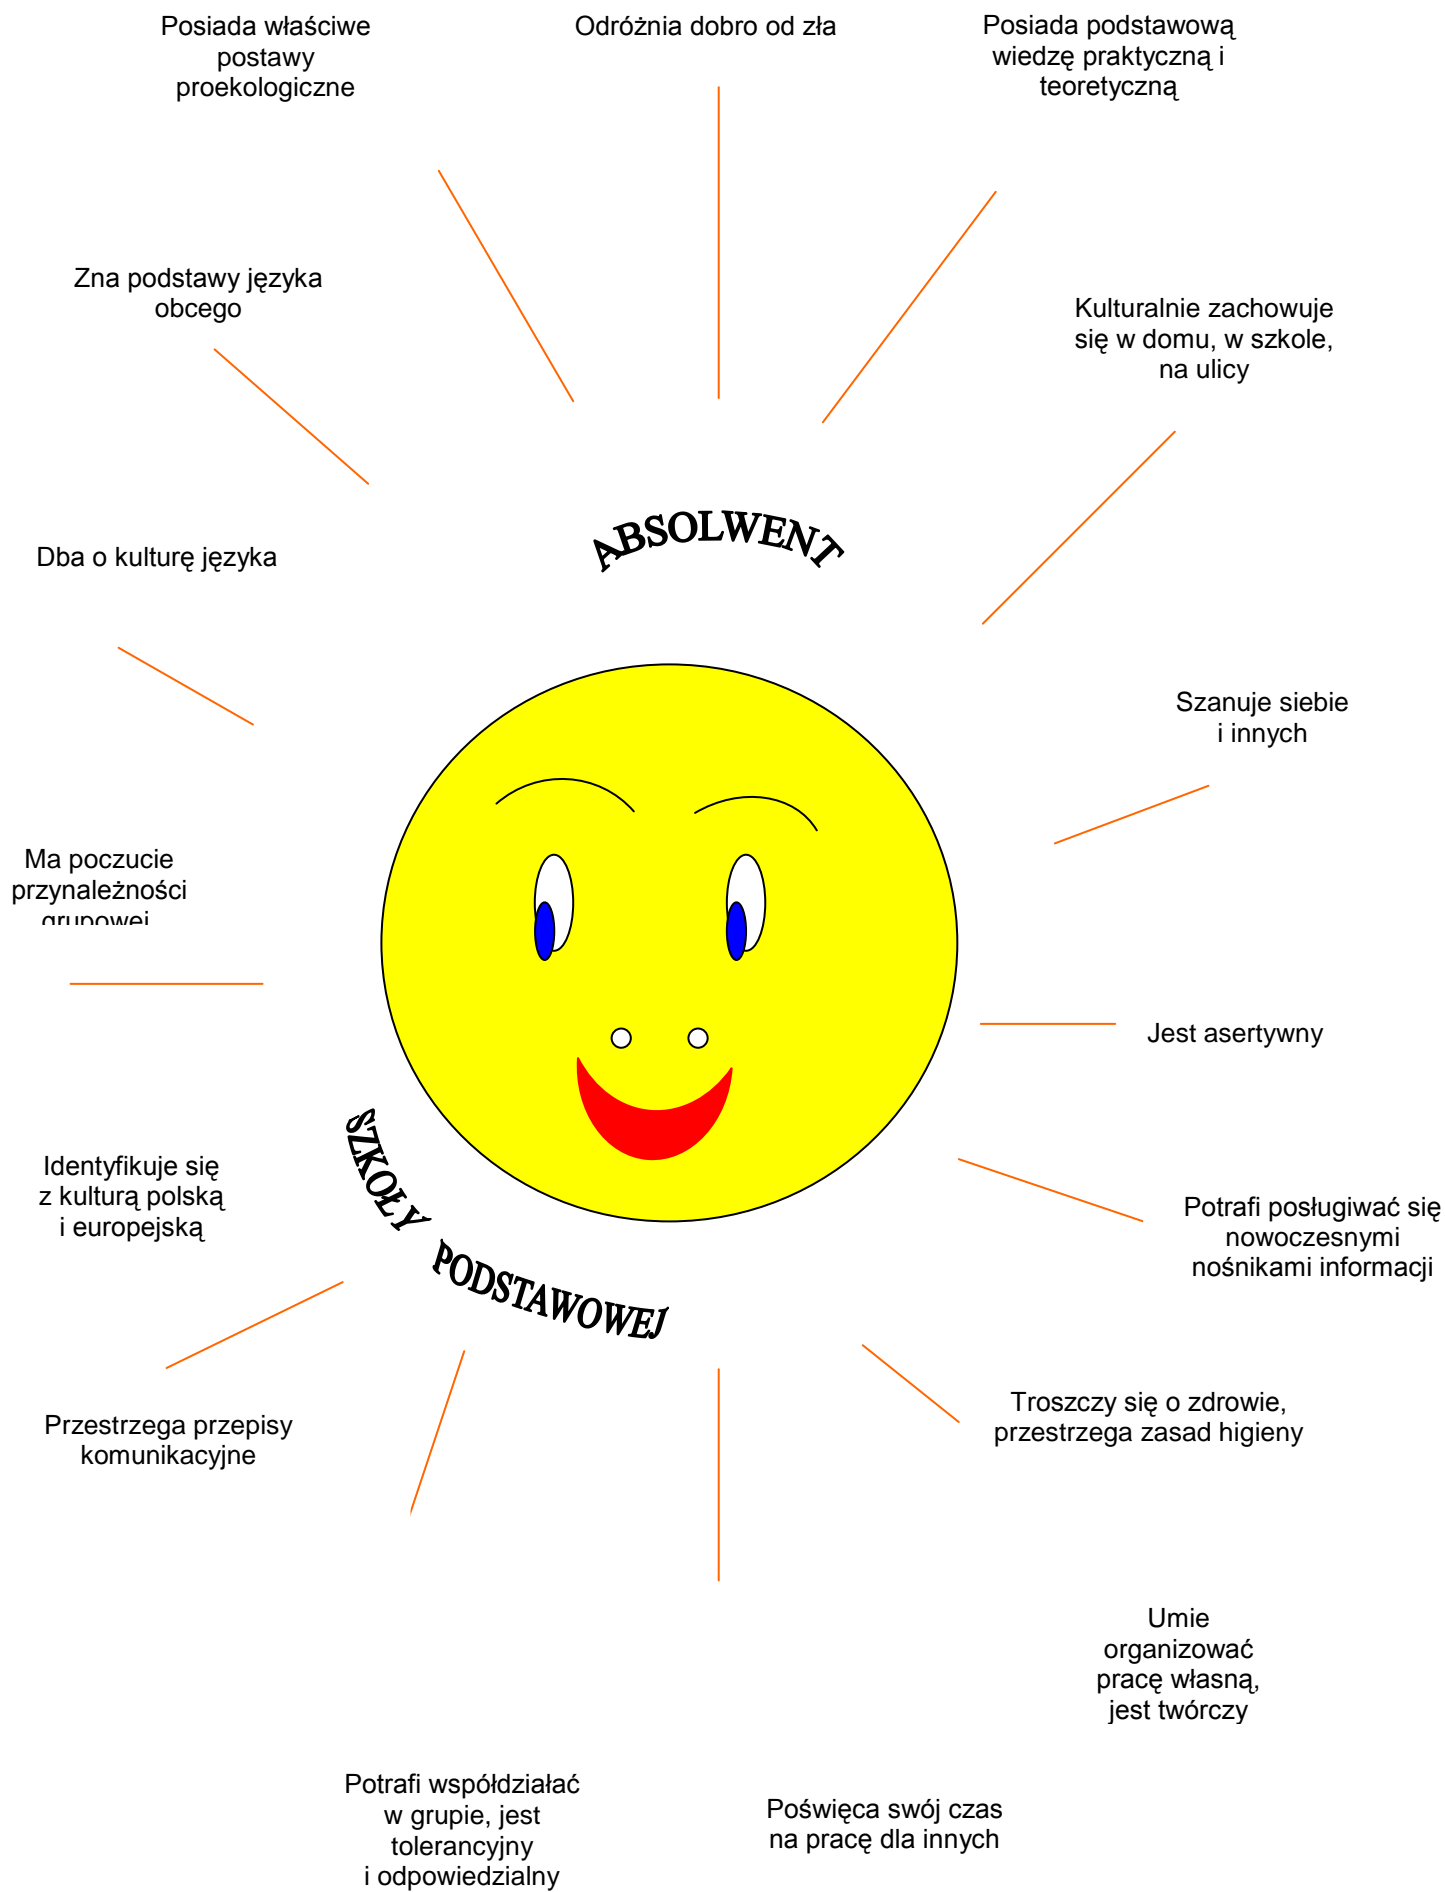 Posiada właściwe
postawy
proekologiczne
Odróżnia dobro od zła
Posiada podstawową
wiedzę praktyczną i
teoretyczną
Zna podstawy języka
obcego
Kulturalnie zachowuje
się w domu, w szkole,
na ulicy
ABSOLWENT
Dba o kulturę języka
Szanuje siebie
i innych
Ma poczucie
przynależności
grupowej
Jest asertywny
SZKOŁY PODSTAWOWEJ
Identyfikuje się
z kulturą polską
i europejską
Potrafi posługiwać się
nowoczesnymi
nośnikami informacji
Przestrzega przepisy
komunikacyjne
Troszczy się o zdrowie,
przestrzega zasad higieny
Umie
organizować
pracę własną,
jest twórczy
Potrafi współdziałać
w grupie, jest
tolerancyjny
i odpowiedzialny
Poświęca swój czas
na pracę dla innych